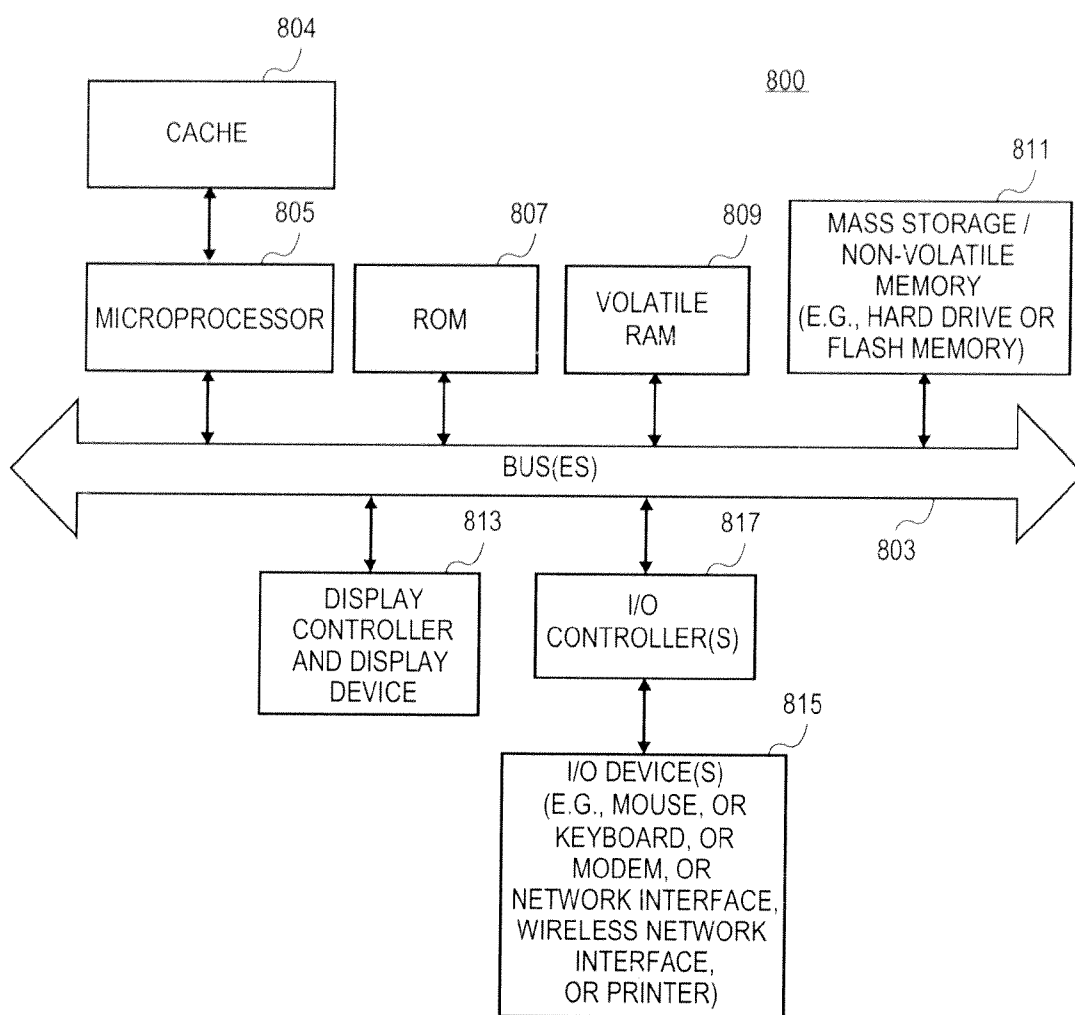 804
800
CACHE
811
805
807
809
MASS STORAGE /
NON-VOLATILE
MEMORY
(E.G., HARD DRIVE OR
FLASH MEMORY)
MICROPROCESSOR
ROM
VOLATILE
RAM
BUS(ES)
803
813
817
DISPLAY
CONTROLLER
AND DISPLAY
DEVICE
I/O
CONTROLLER(S)
815
I/O DEVICE(S)
(E.G., MOUSE, OR
KEYBOARD, OR
MODEM, OR
NETWORK INTERFACE,
WIRELESS NETWORK
INTERFACE,
OR PRINTER)